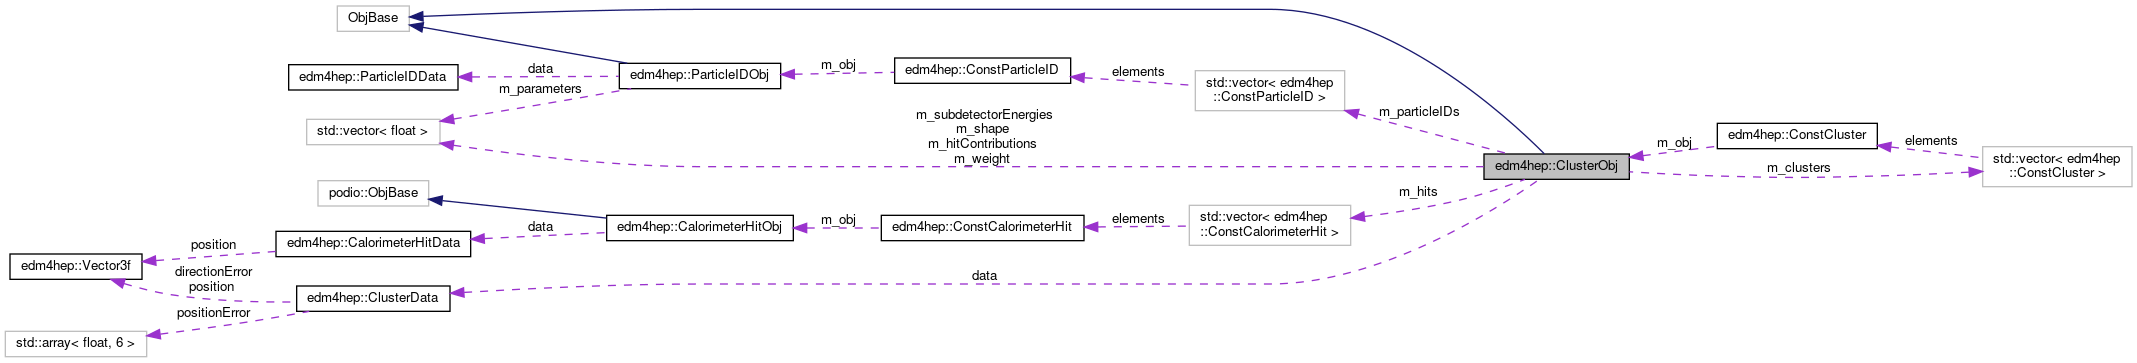 ObjBase
edm4hep::ParticleIDData
data
m_parameters
edm4hep::ParticleIDObj
m_obj
edm4hep::ConstParticleID
elements
std::vector< edm4hep
::ConstParticleID >
m_particleIDs
std::vector< float >
m_subdetectorEnergies
m_shape
m_hitContributions
m_weight
edm4hep::ClusterObj
m_obj
edm4hep::ConstCluster
elements
std::vector< edm4hep
::ConstCluster >
m_clusters
podio::ObjBase
edm4hep::CalorimeterHitObj
m_obj
edm4hep::ConstCalorimeterHit
elements
std::vector< edm4hep
::ConstCalorimeterHit >
m_hits
data
edm4hep::CalorimeterHitData
position
edm4hep::Vector3f
directionError
position
edm4hep::ClusterData
data
positionError
std::array< float, 6 >